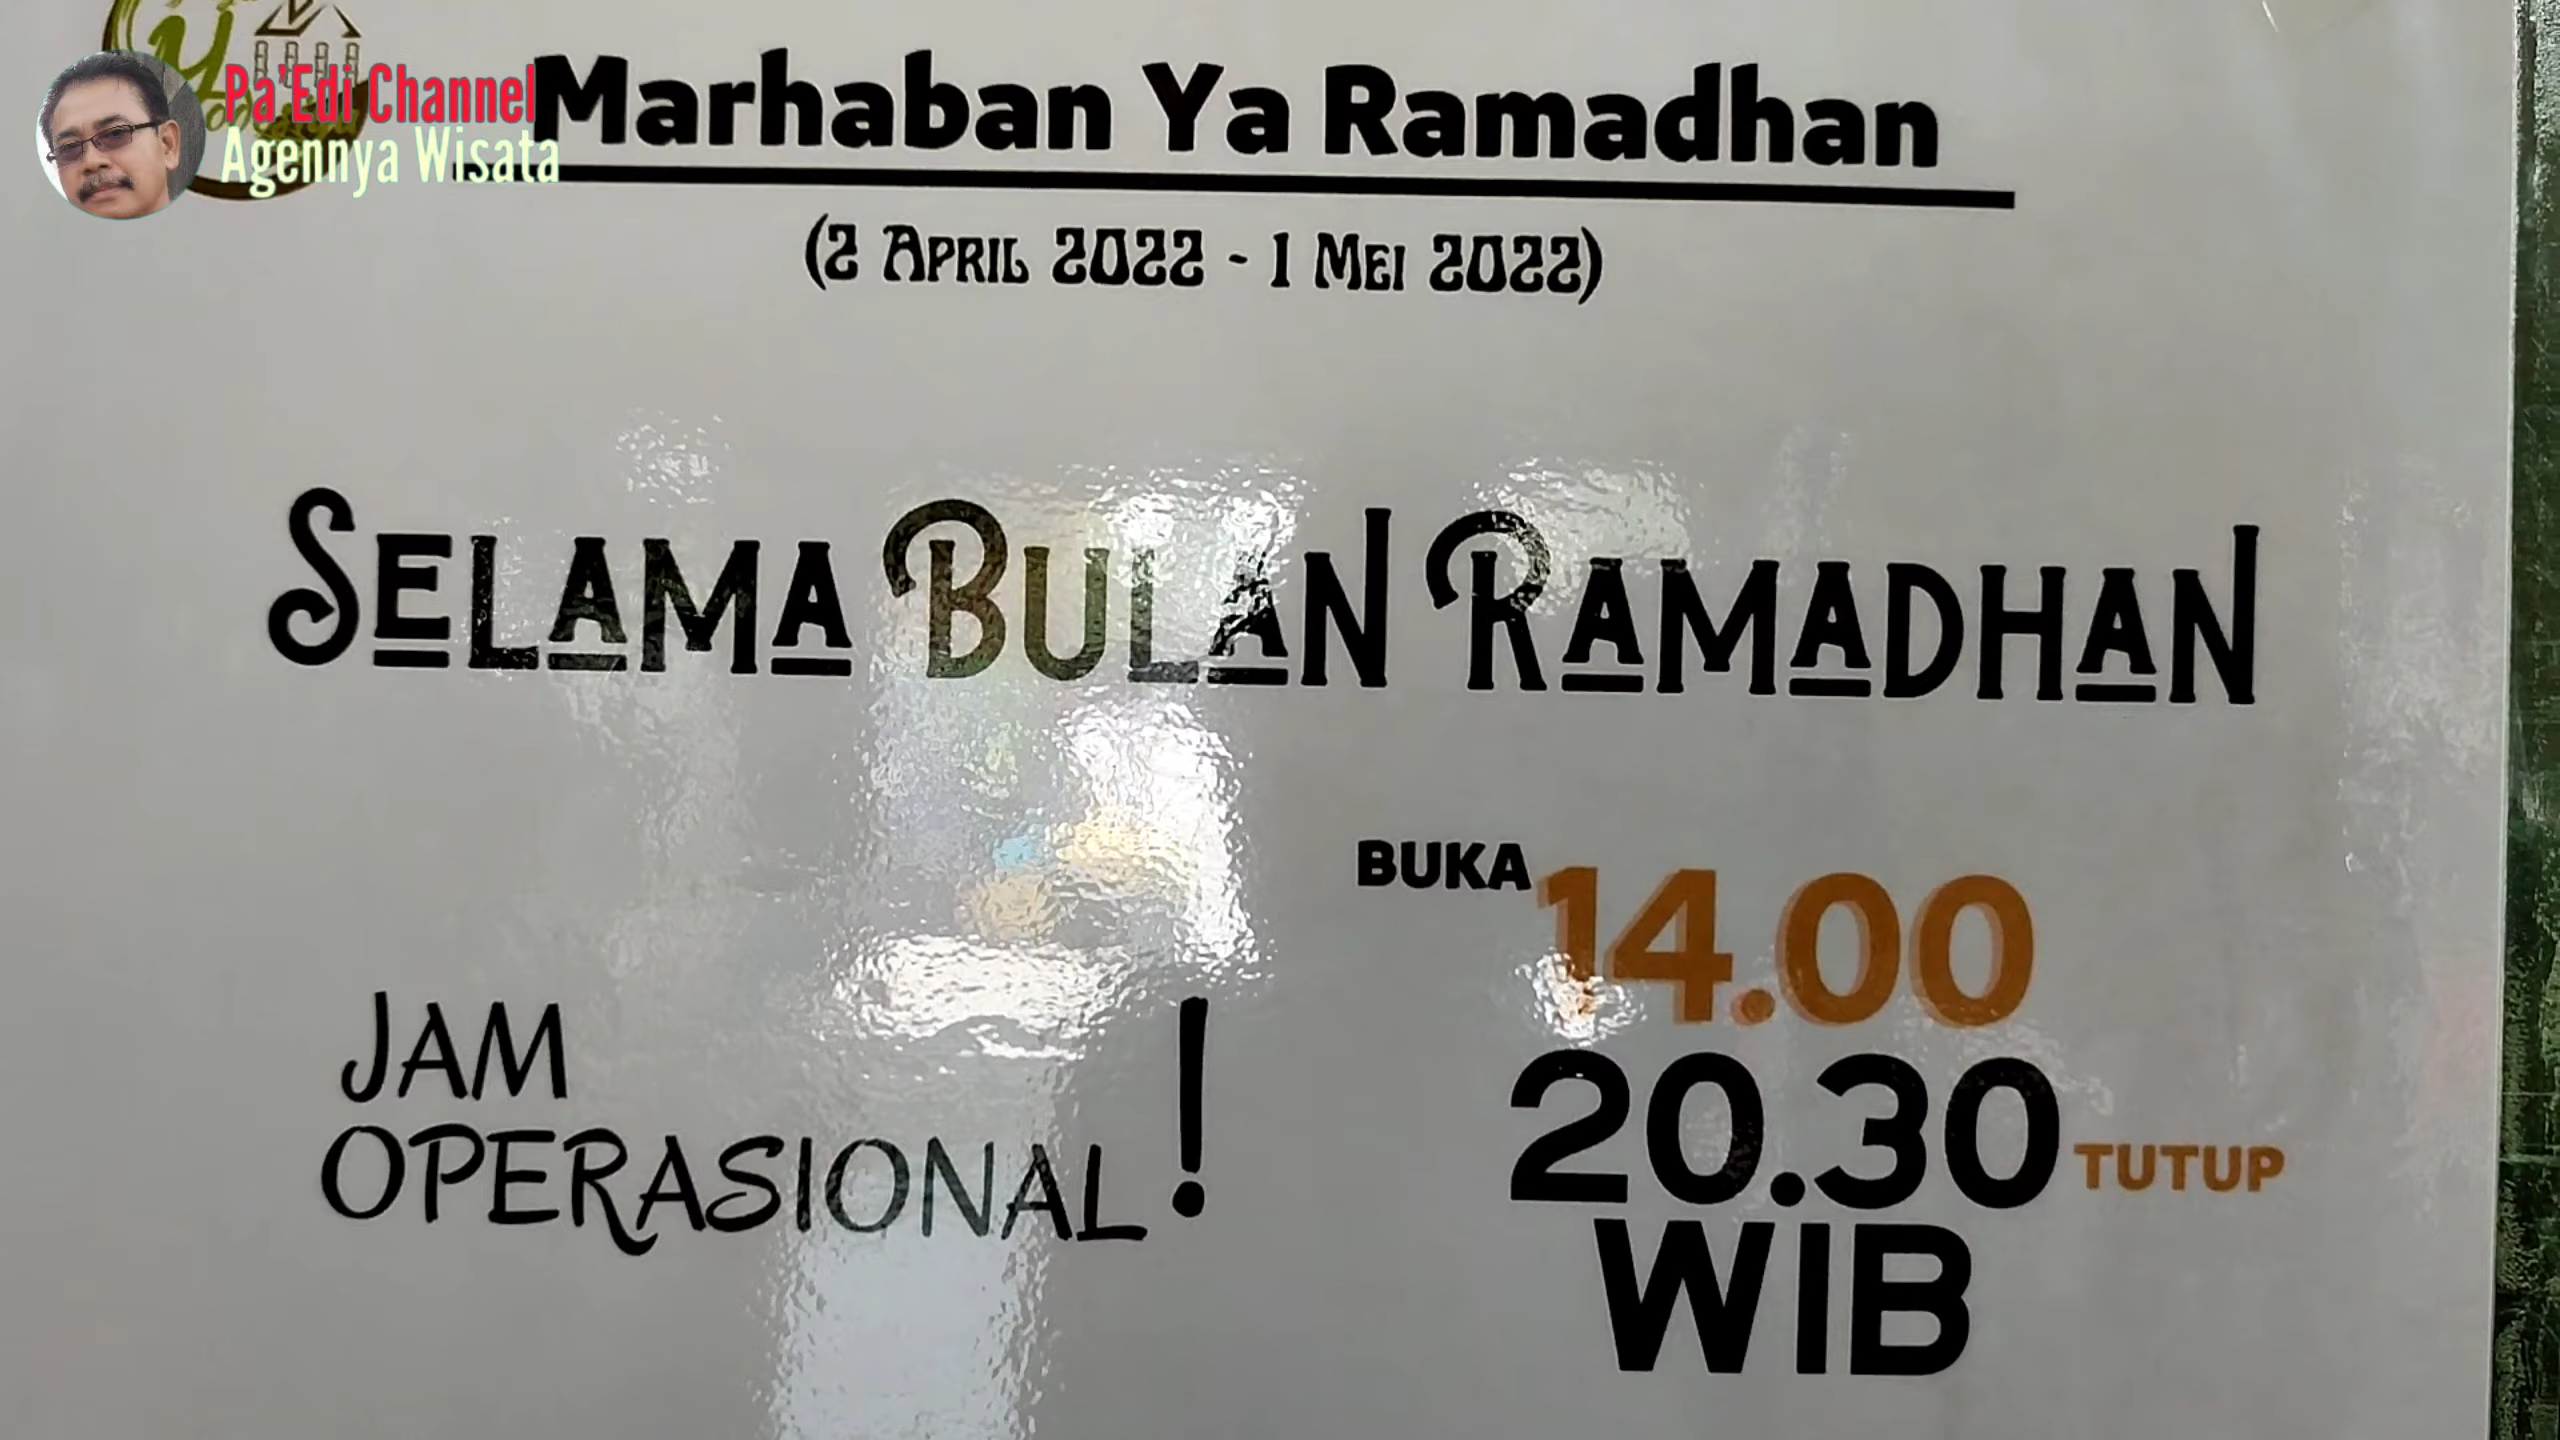 Pa'Edi Channel
Agennya Wisata
Marhaban Ya Ramadhan
(2 April 2022 - 1 Mei 2022)
Selama Bulan Ramadhan
JAM
OPERASIONAL!
BUKA 14.00
20.30 TUTUP
WIB